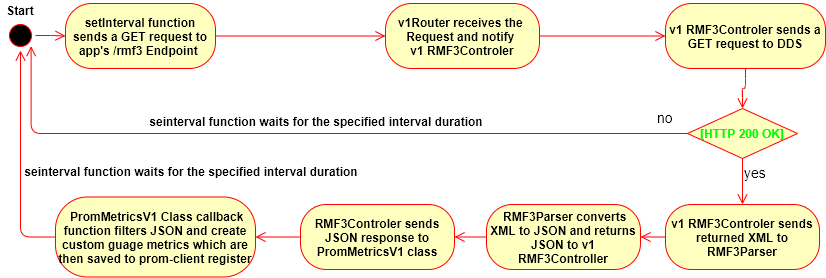 Start
setInterval function
sends a GET request to
app's /rmf3 Endpoint
v1Router receives the
Request and notify
v1 RMF3Controler
v1 RMF3Controler sends a
GET request to DDS
no
[HTTP 200 OK]
seinterval function waits for the specified interval duration
yes
seinterval function waits for the specified interval duration
v1 RMF3Controler sends
returned XML to
RMF3Parser
RMF3Parser converts
XML to JSON and returns
JSON to v1
RMF3Controller
RMF3Controler sends
JSON response to
PromMetricsV1 class
PromMetricsV1 Class callback
function filters JSON and create
custom guage metrics which are
then saved to prom-client register